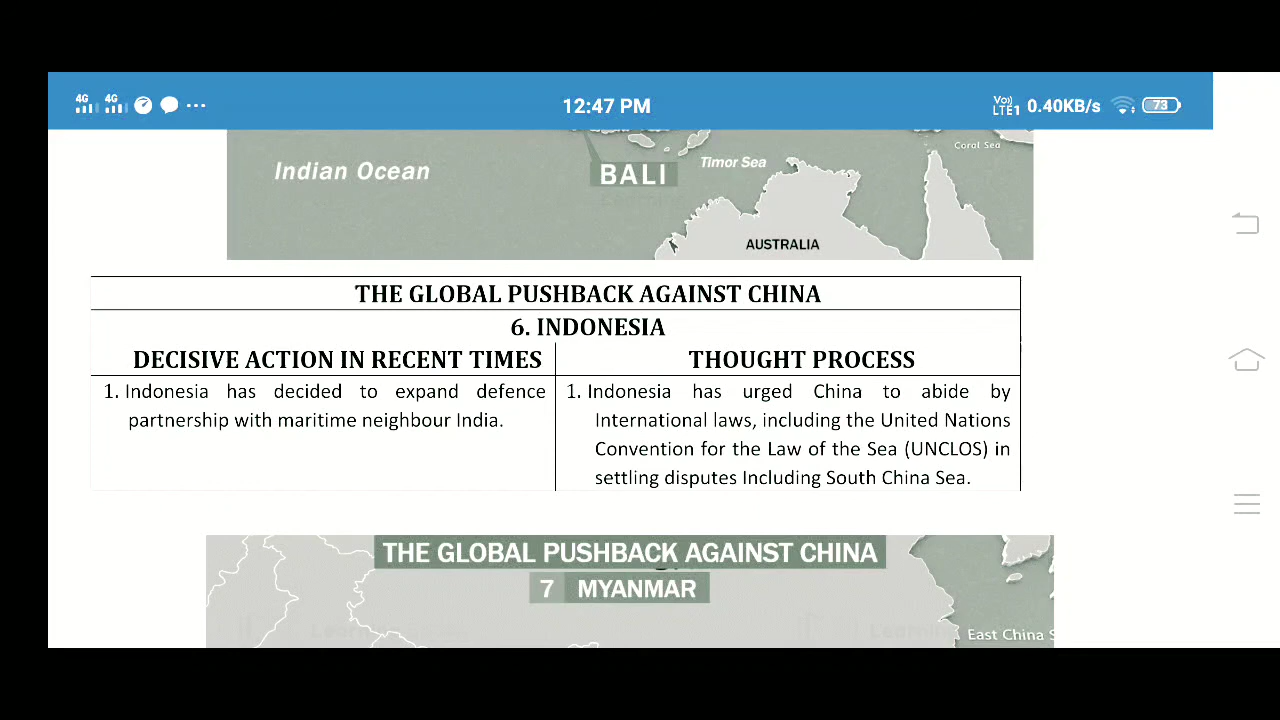 4G 4G 12:47 PM Vo) LTE1 0.40KB/s 73
Coral Sea
Timor Sea
Indian Ocean
BALI
AUSTRALIA
THE GLOBAL PUSHBACK AGAINST CHINA
6. INDONESIA
DECISIVE ACTION IN RECENT TIMES THOUGHT PROCESS
1. Indonesia has decided to expand defence
partnership with maritime neighbour India.
1. Indonesia has urged China to abide by
International laws, including the United Nations
Convention for the Law of the Sea (UNCLOS) in
settling disputes Including South China Sea.
THE GLOBAL PUSHBACK AGAINST CHINA
7 MYANMAR
East China S